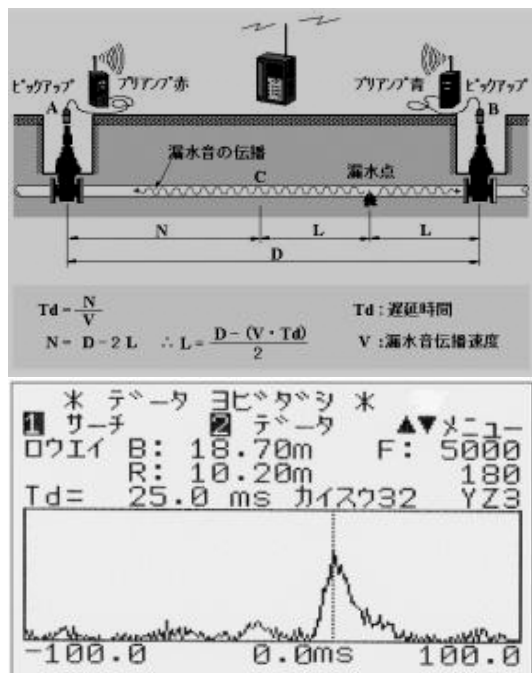 ピックアップ プリアンプ赤 プリアンプ青 ピックアップ
A B
漏水音の伝播 漏水点
C
N L L
D
Td = N/V Td：遅延時間
N = D - 2L ∴ L = D - (V・Td) / 2 V：漏水音伝播速度
* データ ヨビダシ *
1 サーチ 2 データ ▲▼メニュー
ロウエイ B: 18.70m F: 5000
R: 10.20m 180
Td= 25.0 ms カイスウ32 YZ3
-100.0 0.0ms 100.0